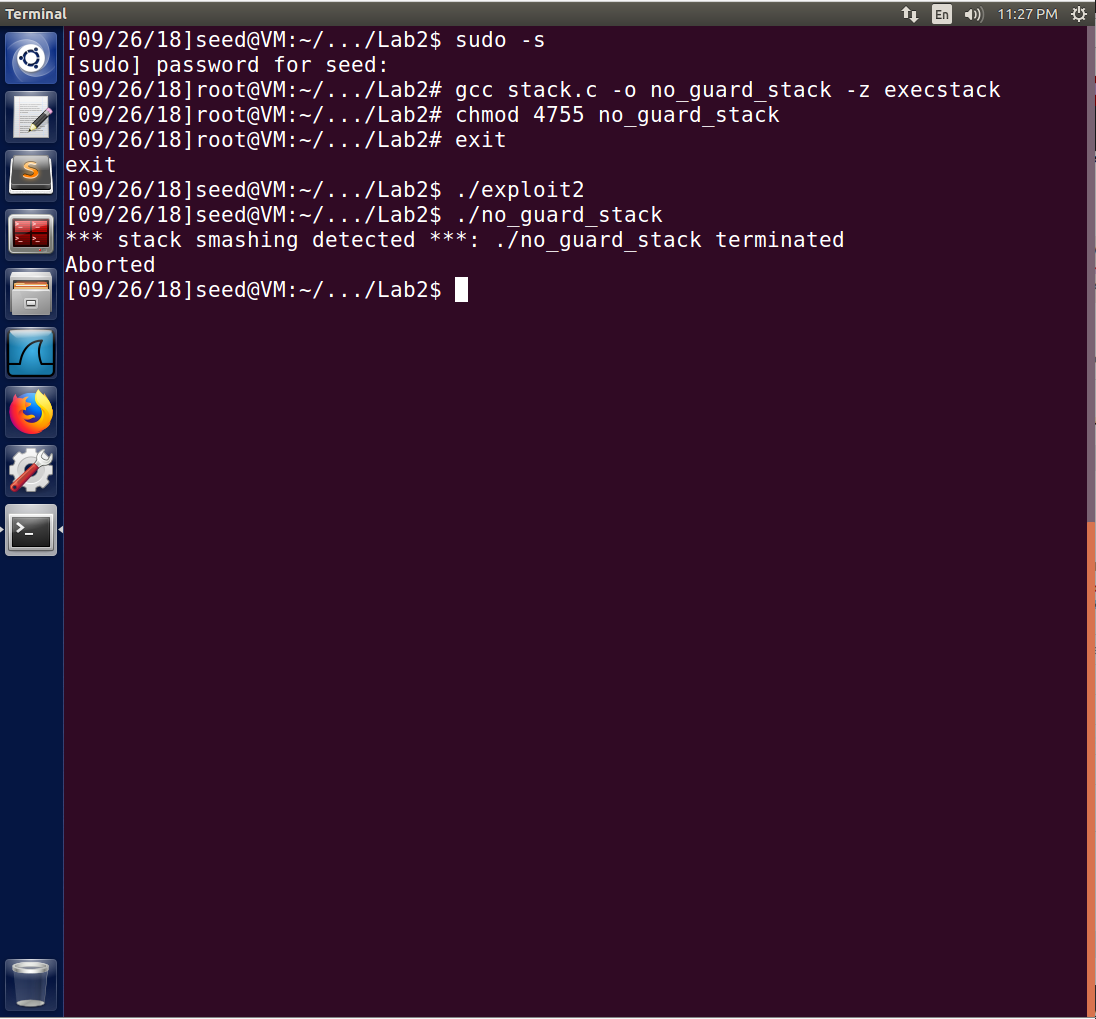 Terminal
En
11:27 PM
[09/26/18]seed@VM:~/.../Lab2$ sudo -s
[sudo] password for seed:
[09/26/18]root@VM:~/.../Lab2# gcc stack.c -o no_guard_stack -z execstack
[09/26/18]root@VM:~/.../Lab2# chmod 4755 no_guard_stack
[09/26/18]root@VM:~/.../Lab2# exit
exit
[09/26/18]seed@VM:~/.../Lab2$ ./exploit2
[09/26/18]seed@VM:~/.../Lab2$ ./no_guard_stack
*** stack smashing detected ***: ./no_guard_stack terminated
Aborted
[09/26/18]seed@VM:~/.../Lab2$